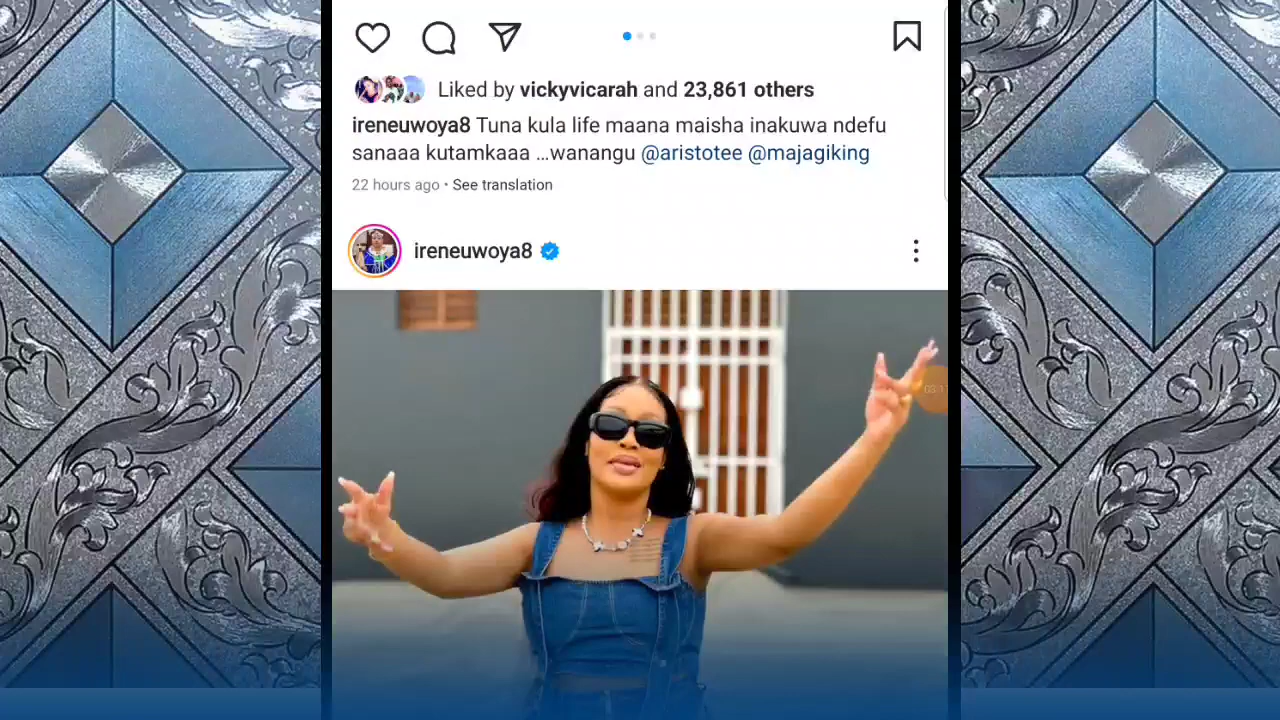 Liked by vickyvicarah and 23,861 others
ireneuwoya8 Tuna kula life maana maisha inakuwa ndefu
sanaaa kutamkaaa ...wanangu @aristotee @majagiking
22 hours ago • See translation
ireneuwoya8